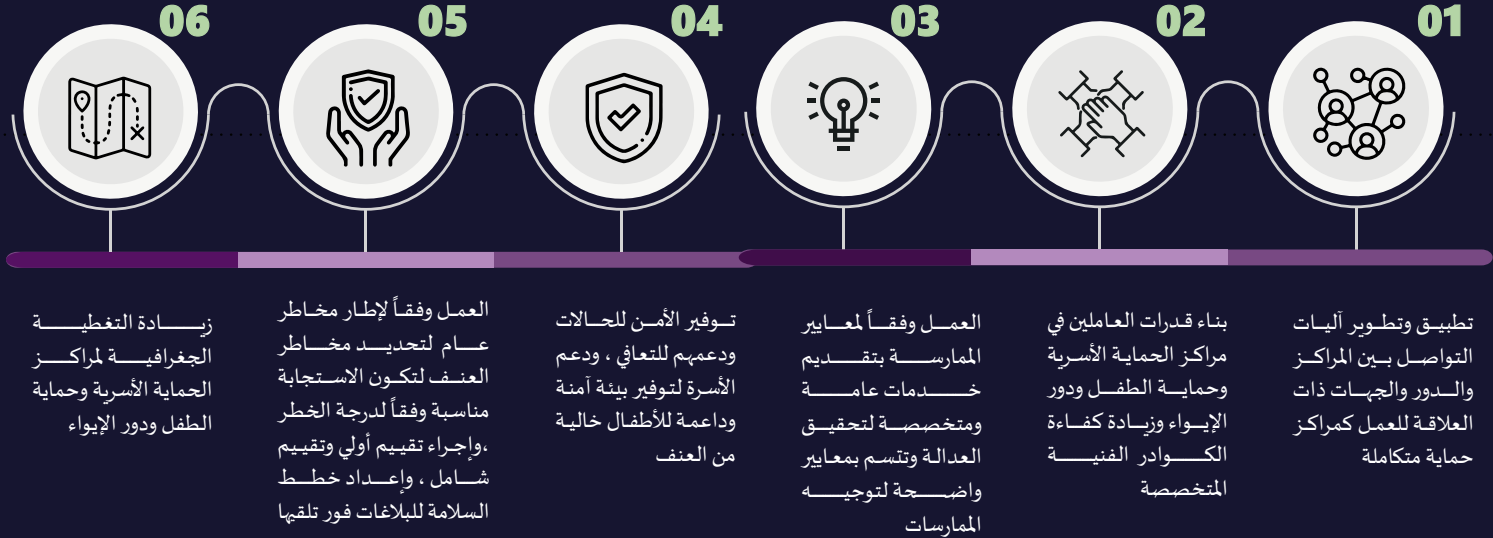 01
تطبيق وتطوير آليات
التواصل بين المراكز
والدور والجهات ذات
العلاقة للعمل كمراكز
حماية متكاملة
02
بناء قدرات العاملين في
مراكز الحماية الأسرية
وحماية الطفل ودور
الإيواء وزيادة كفاءة
الكوادر الفنية
المتخصصة
03
العمل وفقاً لمعايير
الممارسة بتقديم
خدمات عامة
ومتخصصة لتحقيق
العدالة وتتسم بمعايير
واضحة لتوجيه
الممارسات
04
توفير الأمن للحالات
ودعمهم للتعافي ، ودعم
الأسرة لتوفير بيئة آمنة
وداعمة للأطفال خالية
من العنف
05
العمل وفقاً لإطار مخاطر
عام لتحديد مخاطر
العنف لتكون الاستجابة
مناسبة وفقاً لدرجة الخطر
،وإجراء تقييم أولي وتقييم
شامل ، وإعداد خطط
السلامة للبلاغات فور تلقيها
06
زيادة التغطية
الجغرافية لمراكز
الحماية الأسرية وحماية
الطفل ودور الإيواء